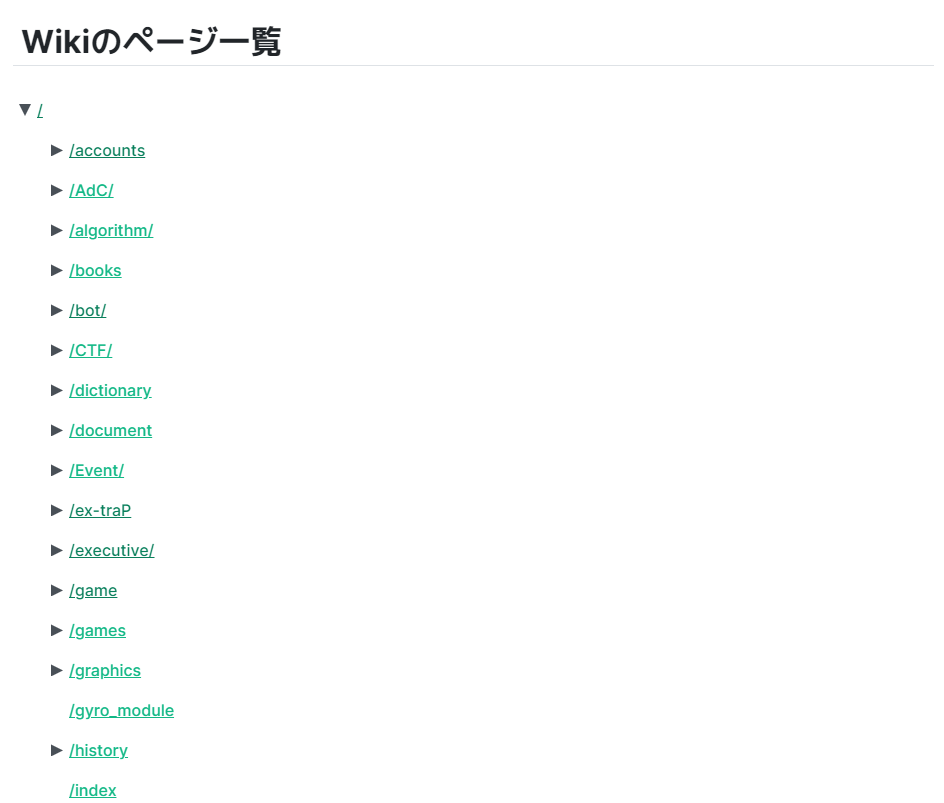 Wikiのページ一覧
▼ /
▶ /accounts
▶ /AdC/
▶ /algorithm/
▶ /books
▶ /bot/
▶ /CTF/
▶ /dictionary
▶ /document
▶ /Event/
▶ /ex-traP
▶ /executive/
▶ /game
▶ /games
▶ /graphics
/gyro_module
▶ /history
/index